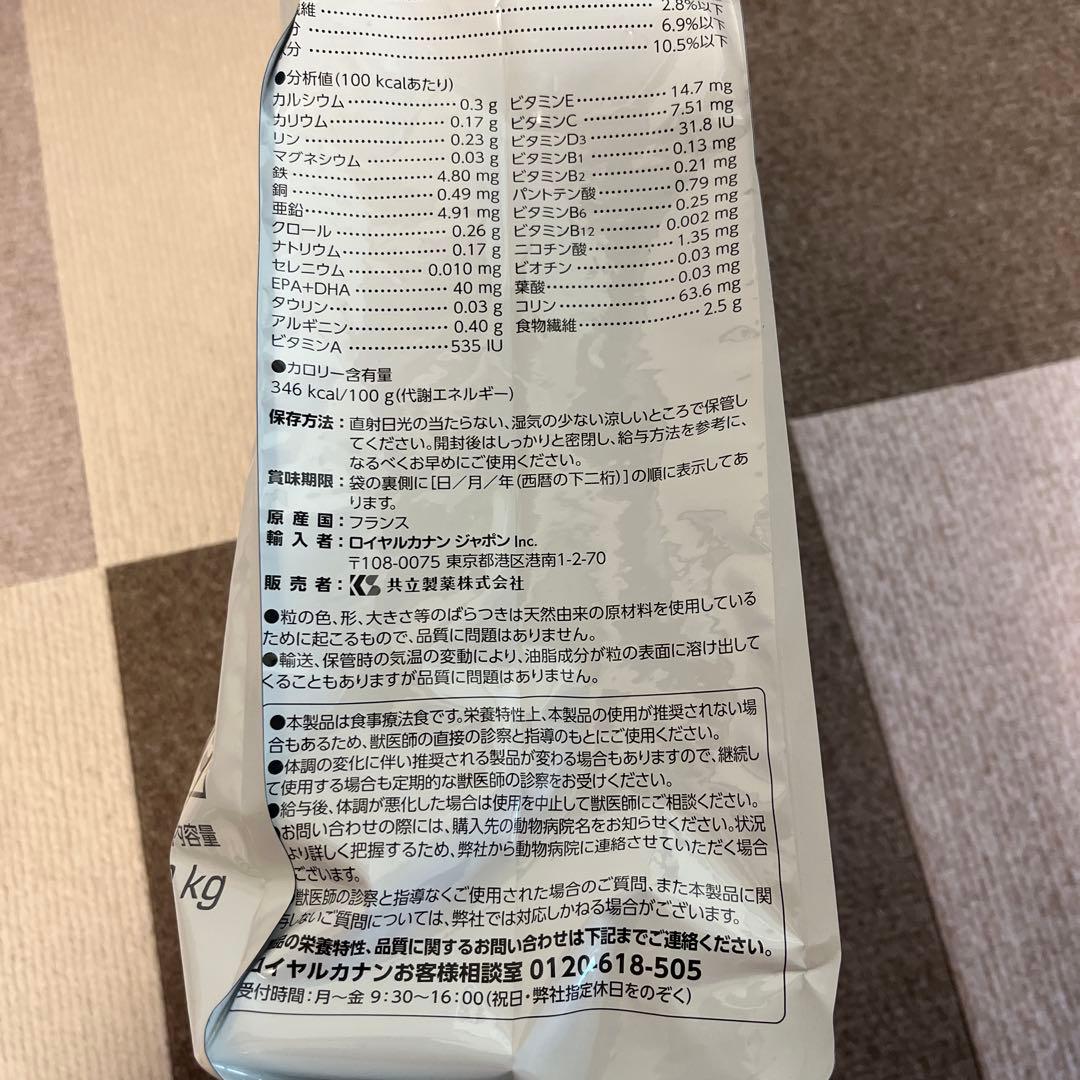 維 2.8%以下
分 6.9%以下
分 10.5%以下
●分析値(100 kcalあたり)
カルシウム 0.3 g
カリウム 0.17 g
リン 0.23 g
マグネシウム 0.03 g
鉄 4.80 mg
銅 0.49 mg
亜鉛 4.91 mg
クロール 0.26 g
ナトリウム 0.17 g
セレニウム 0.010 mg
EPA+DHA 40 mg
タウリン 0.03 g
アルギニン 0.40 g
ビタミンA 535 IU
ビタミンE 14.7 mg
ビタミンC 7.51 mg
ビタミンD3 31.8 IU
ビタミンB1 0.13 mg
ビタミンB2 0.21 mg
パントテン酸 0.79 mg
ビタミンB6 0.25 mg
ビタミンB12 0.002 mg
ニコチン酸 1.35 mg
ビオチン 0.03 mg
葉酸 0.03 mg
コリン 63.6 mg
食物繊維 2.5 g
●カロリー含有量
346 kcal/100 g(代謝エネルギー)
保存方法：直射日光の当たらない、湿気の少ない涼しいところで保管し
てください。開封後はしっかりと密閉し、給与方法を参考に、
なるべくお早めにご使用ください。
賞味期限：袋の裏側に[日／月／年(西暦の下二桁)]の順に表示してあ
ります。
原産国：フランス
輸入者：ロイヤルカナン ジャポン Inc.
〒108-0075 東京都港区港南1-2-70
販売者：KS 共立製薬株式会社
●粒の色、形、大きさ等のばらつきは天然由来の原材料を使用している
ために起こるもので、品質に問題はありません。
●輸送、保管時の気温の変動により、油脂成分が粒の表面に溶け出して
くることもありますが品質に問題はありません。
●本製品は食事療法食です。栄養特性上、本製品の使用が推奨されない場
合もあるため、獣医師の直接の診察と指導のもとにご使用ください。
●体調の変化に伴い推奨される製品が変わる場合もありますので、継続し
て使用する場合も定期的な獣医師の診察をお受けください。
●給与後、体調が悪化した場合は使用を中止して獣医師にご相談ください。
●お問い合わせの際には、購入先の動物病院名をお知らせください。状況
より詳しく把握するため、弊社から動物病院に連絡させていただく場合
ございます。
獣医師の診察と指導なくご使用された場合のご質問、また本製品に関
与しないご質問については、弊社では対応しかねる場合がございます。
品の栄養特性、品質に関するお問い合わせは下記までご連絡ください。
ロイヤルカナンお客様相談室 0120-618-505
受付時間：月～金 9:30～16:00(祝日・弊社指定休日をのぞく)
内容量
kg